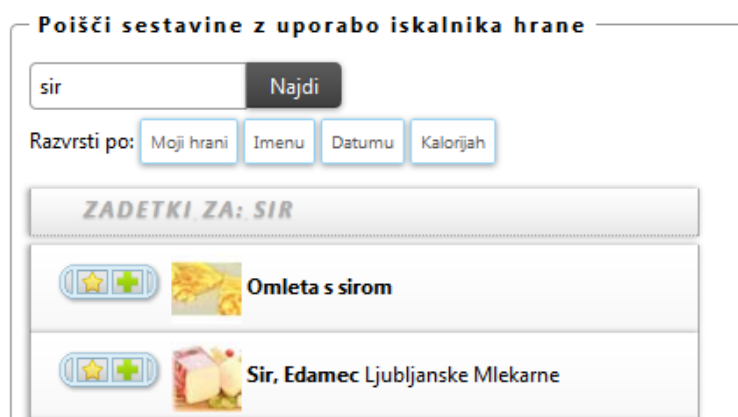 Poišči sestavine z uporabo iskalnika hrane
sir Najdi
Razvrsti po: Moji hrani Imenu Datumu Kalorijah
ZADETKI ZA: SIR
Omleta s sirom
Sir, Edamec Ljubljanske Mlekarne